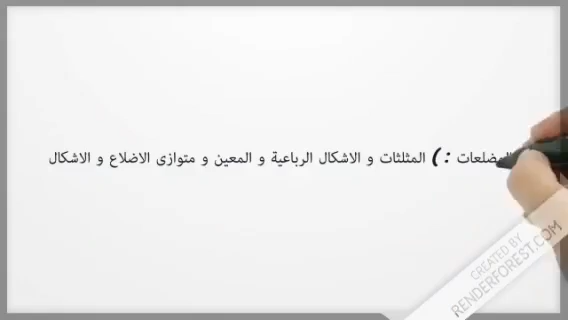 المضلعات : ) المثلثات و الاشكال الرباعية و المعين و متوازى الاضلاع و الاشكال
CREATED BY
RENDERFOREST.COM